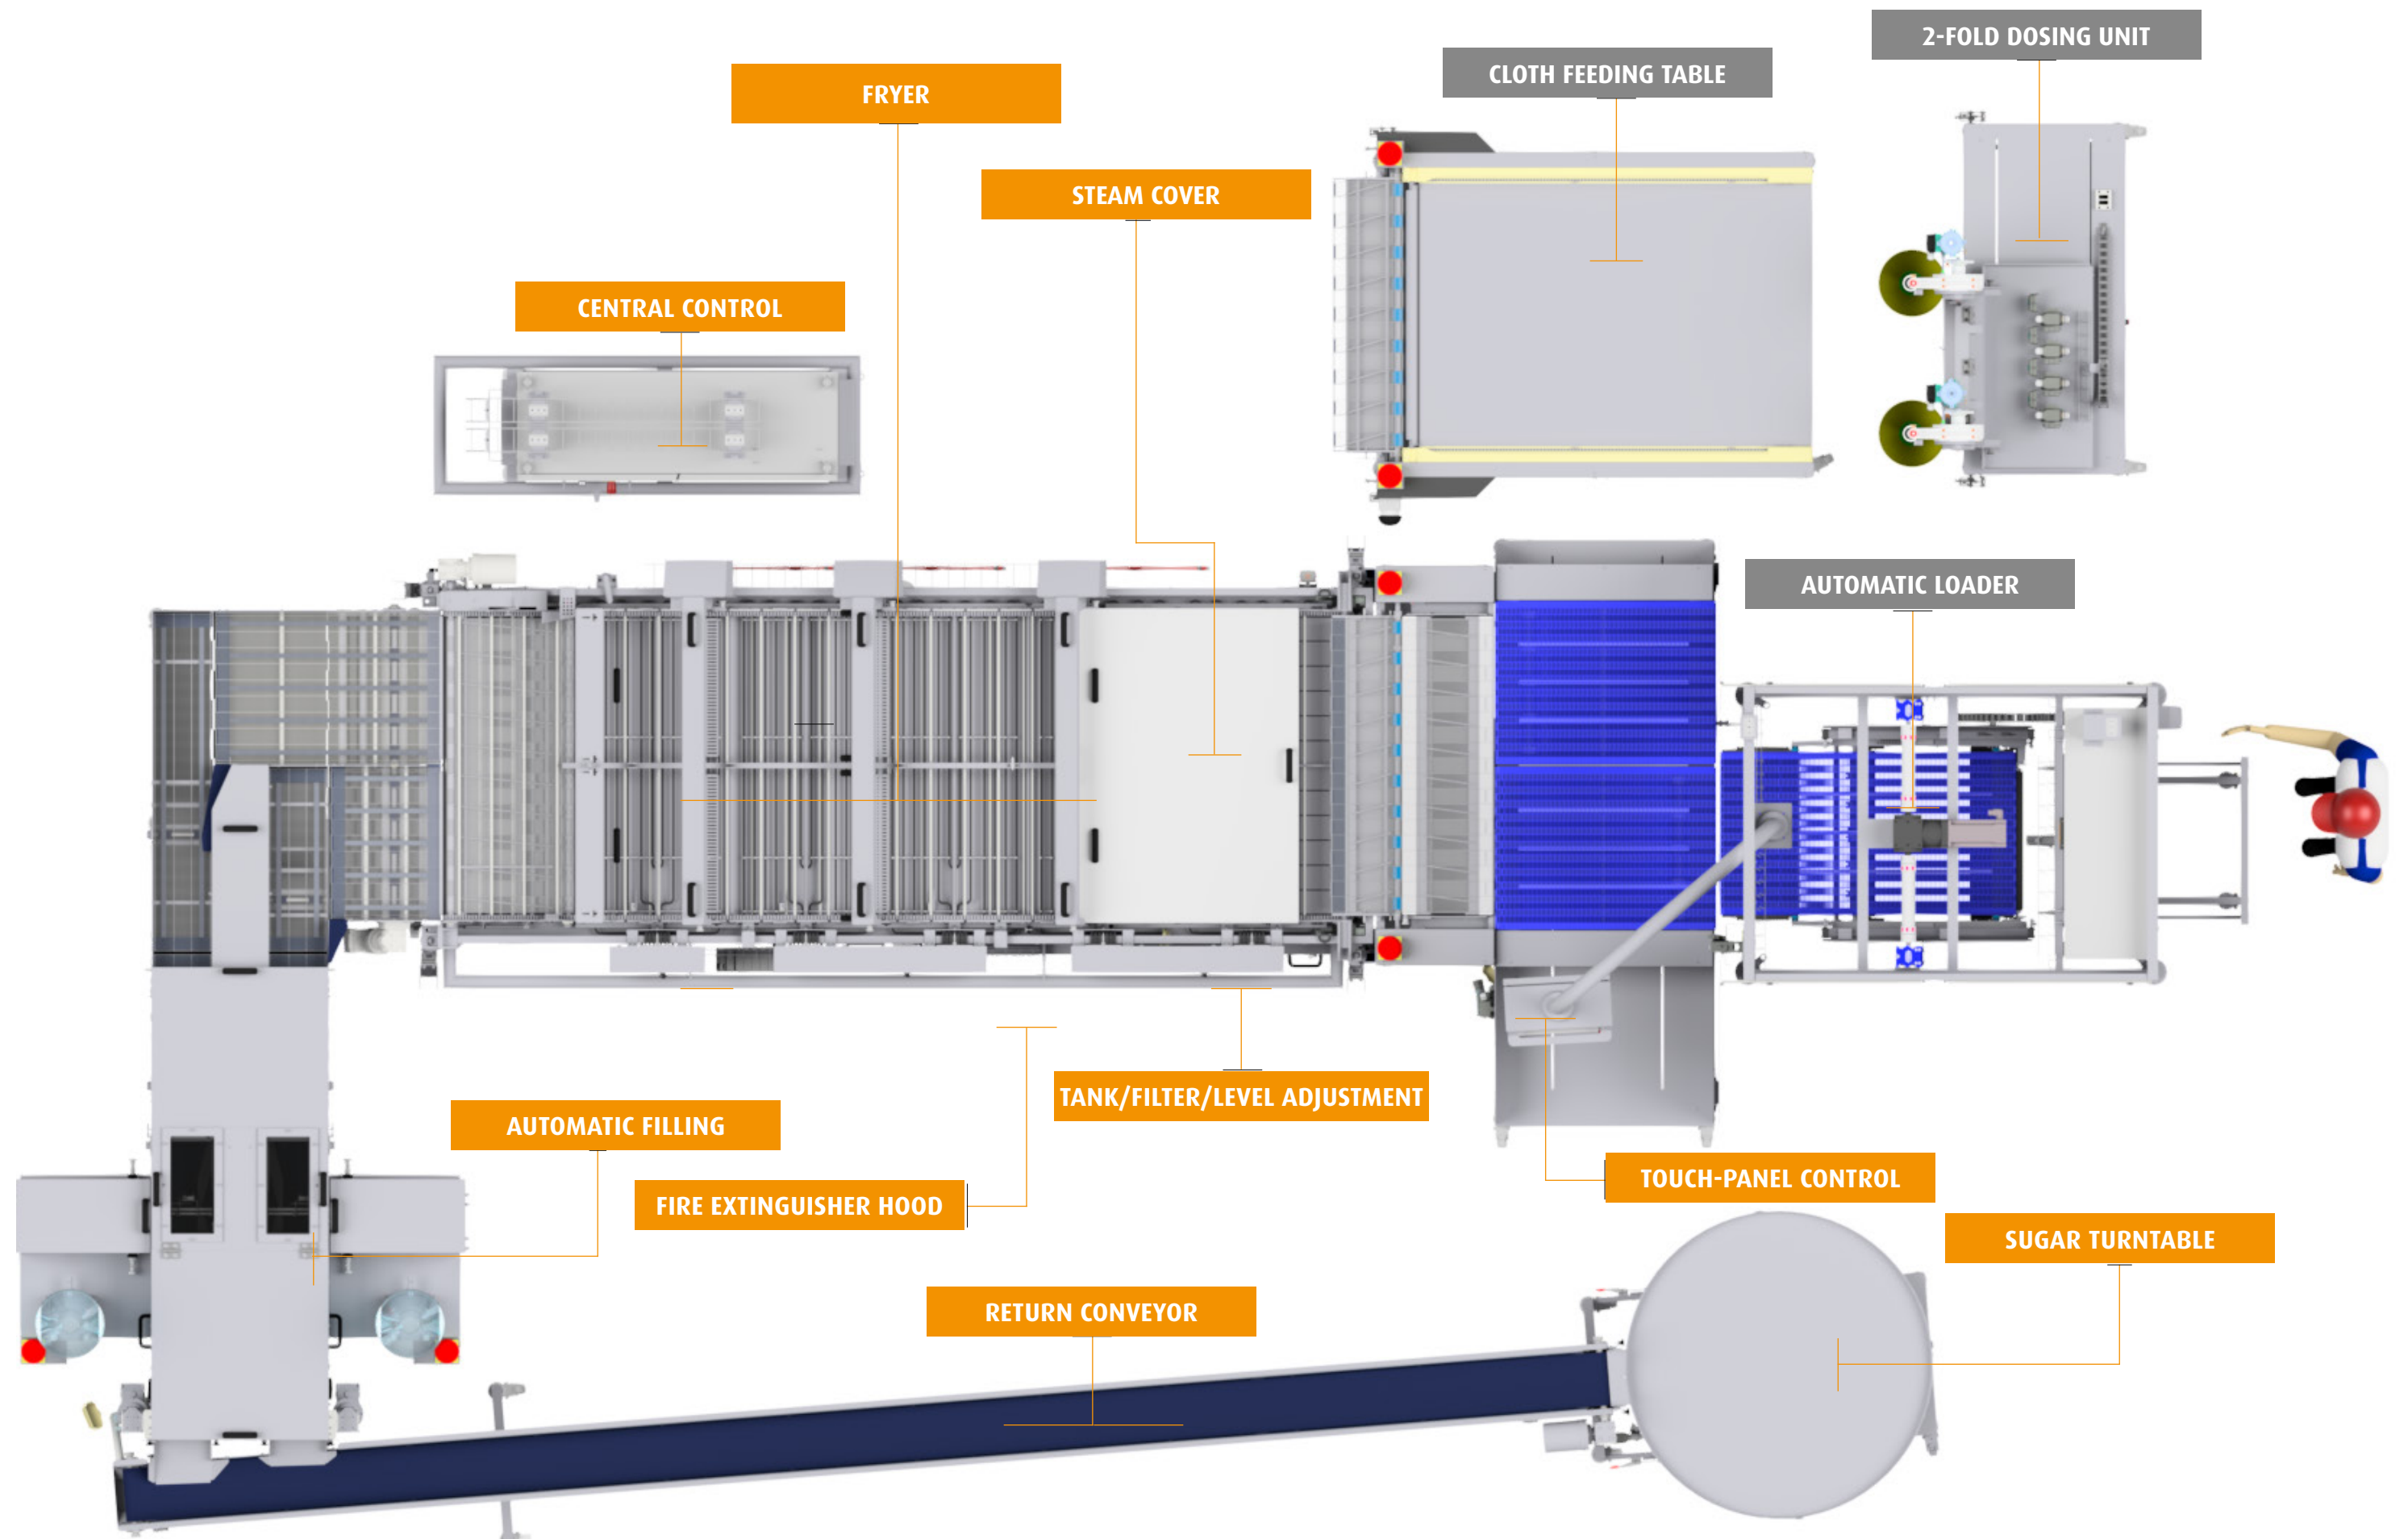 2-FOLD DOSING UNIT
CLOTH FEEDING TABLE
FRYER
STEAM COVER
CENTRAL CONTROL
AUTOMATIC LOADER
TANK/FILTER/LEVEL ADJUSTMENT
AUTOMATIC FILLING
TOUCH-PANEL CONTROL
FIRE EXTINGUISHER HOOD
SUGAR TURNTABLE
RETURN CONVEYOR